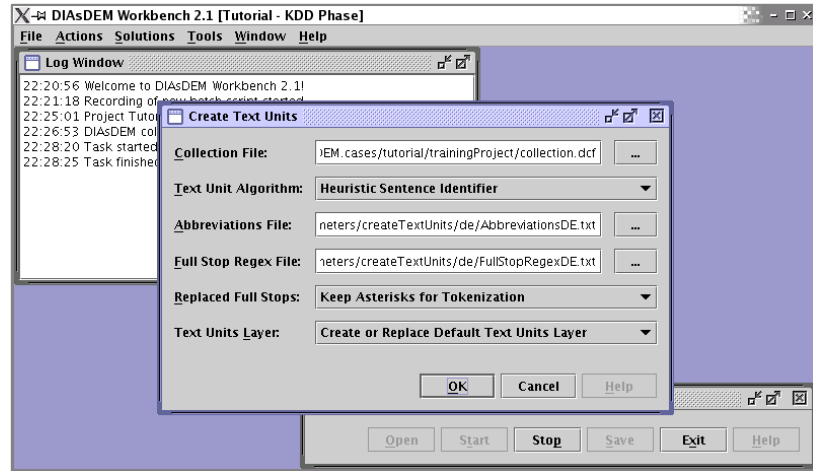 DIAsDEM Workbench 2.1 [Tutorial - KDD Phase]
File Actions Solutions Tools Window Help
Log Window
22:20:56 Welcome to DIAsDEM Workbench 2.1!
22:21:18 Recording of new batch script started
22:25:01 Project Tutor
22:26:53 DIAsDEM col
22:28:20 Task started
22:28:25 Task finished
Create Text Units
Collection File: )EM.cases/tutorial/trainingProject/collection.dcf ...
Text Unit Algorithm: Heuristic Sentence Identifier
Abbreviations File: neters/createTextUnits/de/AbbreviationsDE.txt ...
Full Stop Regex File: neters/createTextUnits/de/FullStopRegexDE.txt ...
Replaced Full Stops: Keep Asterisks for Tokenization
Text Units Layer: Create or Replace Default Text Units Layer
OK Cancel Help
Open Start Stop Save Exit Help